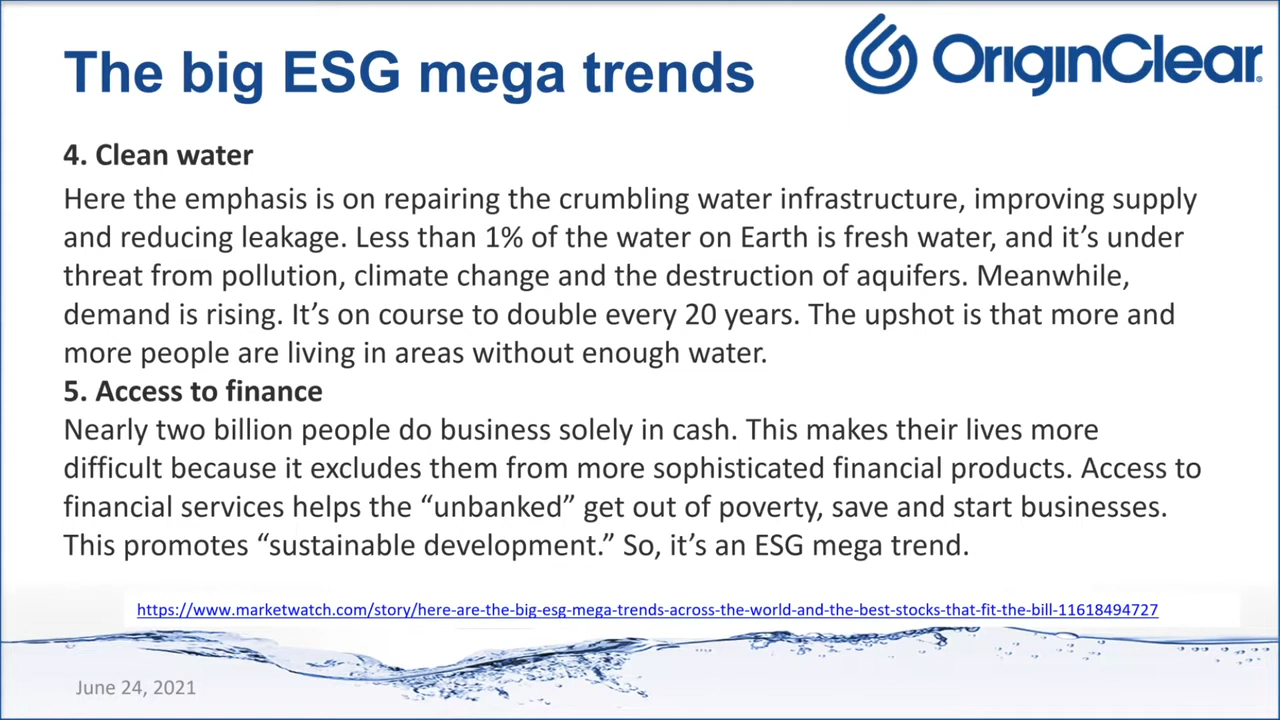 The big ESG mega trends
OriginClear®
4. Clean water
Here the emphasis is on repairing the crumbling water infrastructure, improving supply
and reducing leakage. Less than 1% of the water on Earth is fresh water, and it’s under
threat from pollution, climate change and the destruction of aquifers. Meanwhile,
demand is rising. It’s on course to double every 20 years. The upshot is that more and
more people are living in areas without enough water.
5. Access to finance
Nearly two billion people do business solely in cash. This makes their lives more
difficult because it excludes them from more sophisticated financial products. Access to
financial services helps the “unbanked” get out of poverty, save and start businesses.
This promotes “sustainable development.” So, it’s an ESG mega trend.
https://www.marketwatch.com/story/here-are-the-big-esg-mega-trends-across-the-world-and-the-best-stocks-that-fit-the-bill-11618494727
June 24, 2021